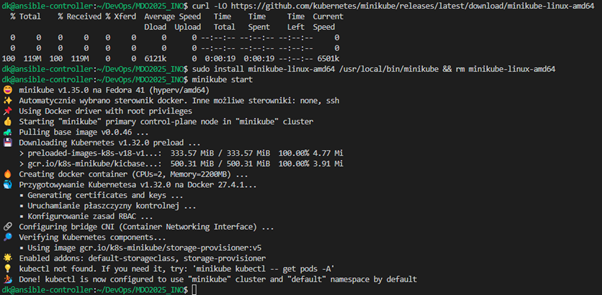 dk@ansible-controller:~/DevOps/MDO2025_INO$ curl -LO https://github.com/kubernetes/minikube/releases/latest/download/minikube-linux-amd64
% Total % Received % Xferd Average Speed Time Time Time Current
Dload Upload Total Spent Left Speed
0 0 0 0 0 0 0 0 --:--:-- --:--:-- --:--:-- 0
0 0 0 0 0 0 0 0 --:--:-- --:--:-- --:--:-- 0
100 119M 100 119M 0 0 6121k 0 0:00:19 0:00:19 --:--:-- 6501k
dk@ansible-controller:~/DevOps/MDO2025_INO$ sudo install minikube-linux-amd64 /usr/local/bin/minikube && rm minikube-linux-amd64
dk@ansible-controller:~/DevOps/MDO2025_INO$ minikube start
minikube v1.35.0 na Fedora 41 (hyperv/amd64)
Automatycznie wybrano sterownik docker. Inne możliwe sterowniki: none, ssh
Using Docker driver with root privileges
Starting "minikube" primary control-plane node in "minikube" cluster
Pulling base image v0.0.46 ...
Downloading Kubernetes v1.32.0 preload ...
> preloaded-images-k8s-v18-v1...: 333.57 MiB / 333.57 MiB 100.00% 4.77 Mi
> gcr.io/k8s-minikube/kicbase...: 500.31 MiB / 500.31 MiB 100.00% 3.91 Mi
Creating docker container (CPUs=2, Memory=2200MB) ...
Przygotowywanie Kubernetesa v1.32.0 na Docker 27.4.1...
▪ Generating certificates and keys ...
▪ Uruchamianie płaszczyzny kontrolnej ...
▪ Konfigurowanie zasad RBAC ...
Configuring bridge CNI (Container Networking Interface) ...
Verifying Kubernetes components...
▪ Using image gcr.io/k8s-minikube/storage-provisioner:v5
Enabled addons: default-storageclass, storage-provisioner
kubectl not found. If you need it, try: 'minikube kubectl -- get pods -A'
Done! kubectl is now configured to use "minikube" cluster and "default" namespace by default
dk@ansible-controller:~/DevOps/MDO2025_INO$